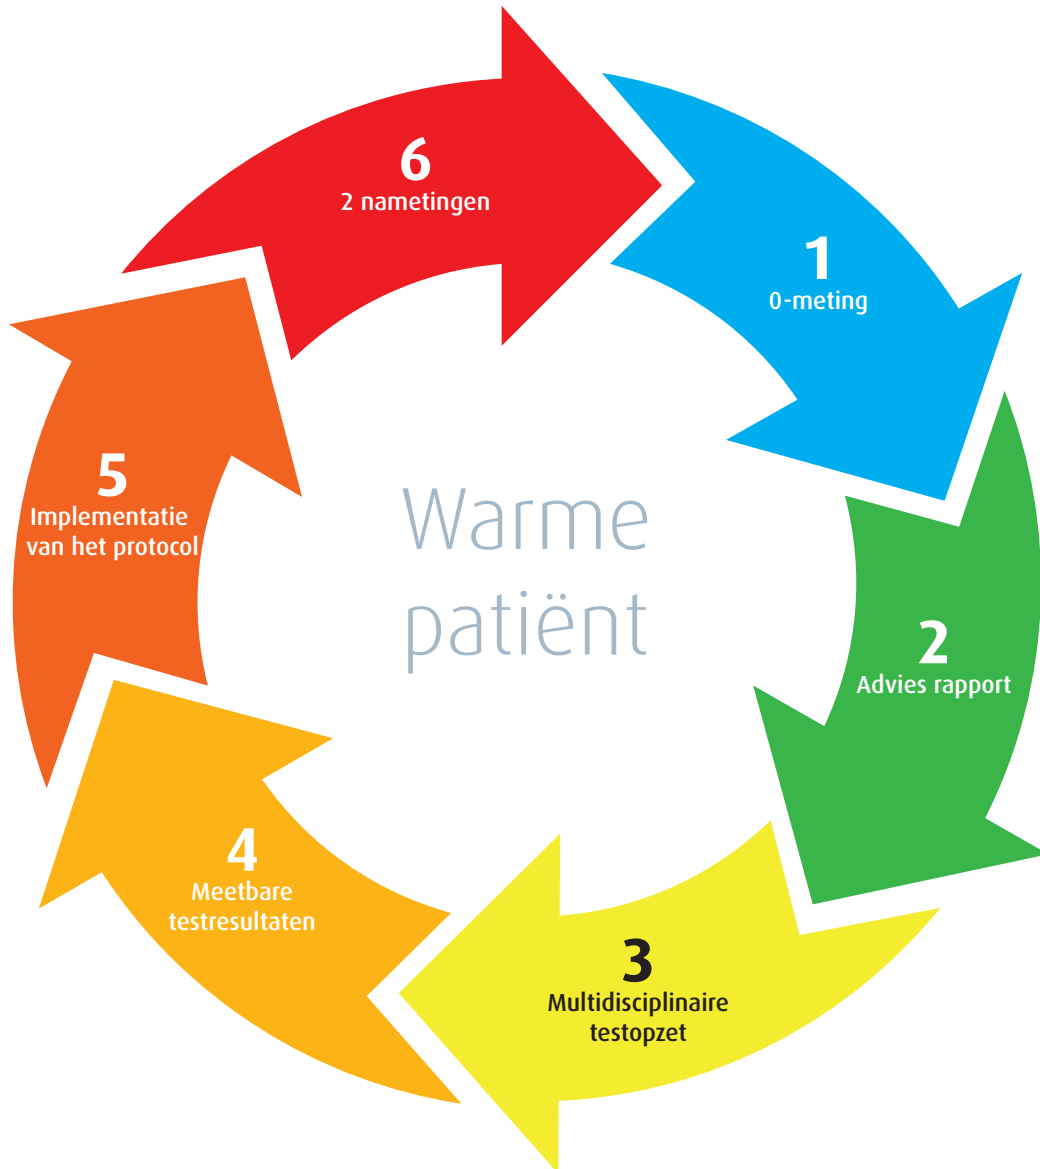 6
2 nametingen
1
0-meting
5
Implementatie
van het protocol
Warme
patiënt
2
Advies rapport
4
Meetbare
testresultaten
3
Multidisciplinaire
testopzet